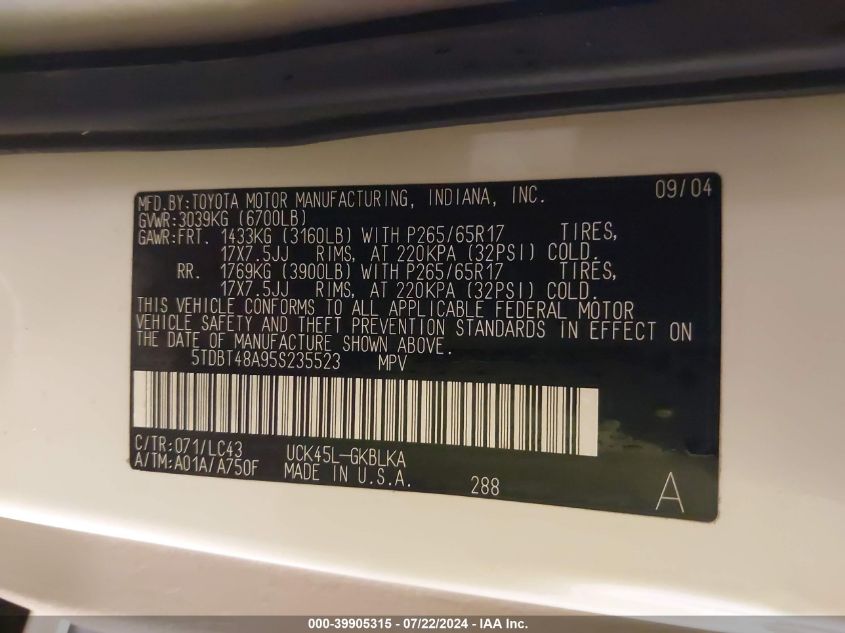 MFD.BY:TOYOTA MOTOR MANUFACTURING, INDIANA, INC. 09/04
GVWR:3039KG (6700LB)
GAWR:FRT. 1433KG (3160LB) WITH P265/65R17 TIRES,
17X7.5JJ RIMS, AT 220KPA (32PSI) COLD.
RR. 1769KG (3900LB) WITH P265/65R17 TIRES,
17X7.5JJ RIMS, AT 220KPA (32PSI) COLD.
THIS VEHICLE CONFORMS TO ALL APPLICABLE FEDERAL MOTOR
VEHICLE SAFETY AND THEFT PREVENTION STANDARDS IN EFFECT ON
THE DATE OF MANUFACTURE SHOWN ABOVE.
5TDBT48A95S235523 MPV
C/TR:071/LC43 UCK45L-GKBLKA
A/TM:A01A/A750F MADE IN U.S.A. 288 A
000-39905315 - 07/22/2024 - IAA Inc.